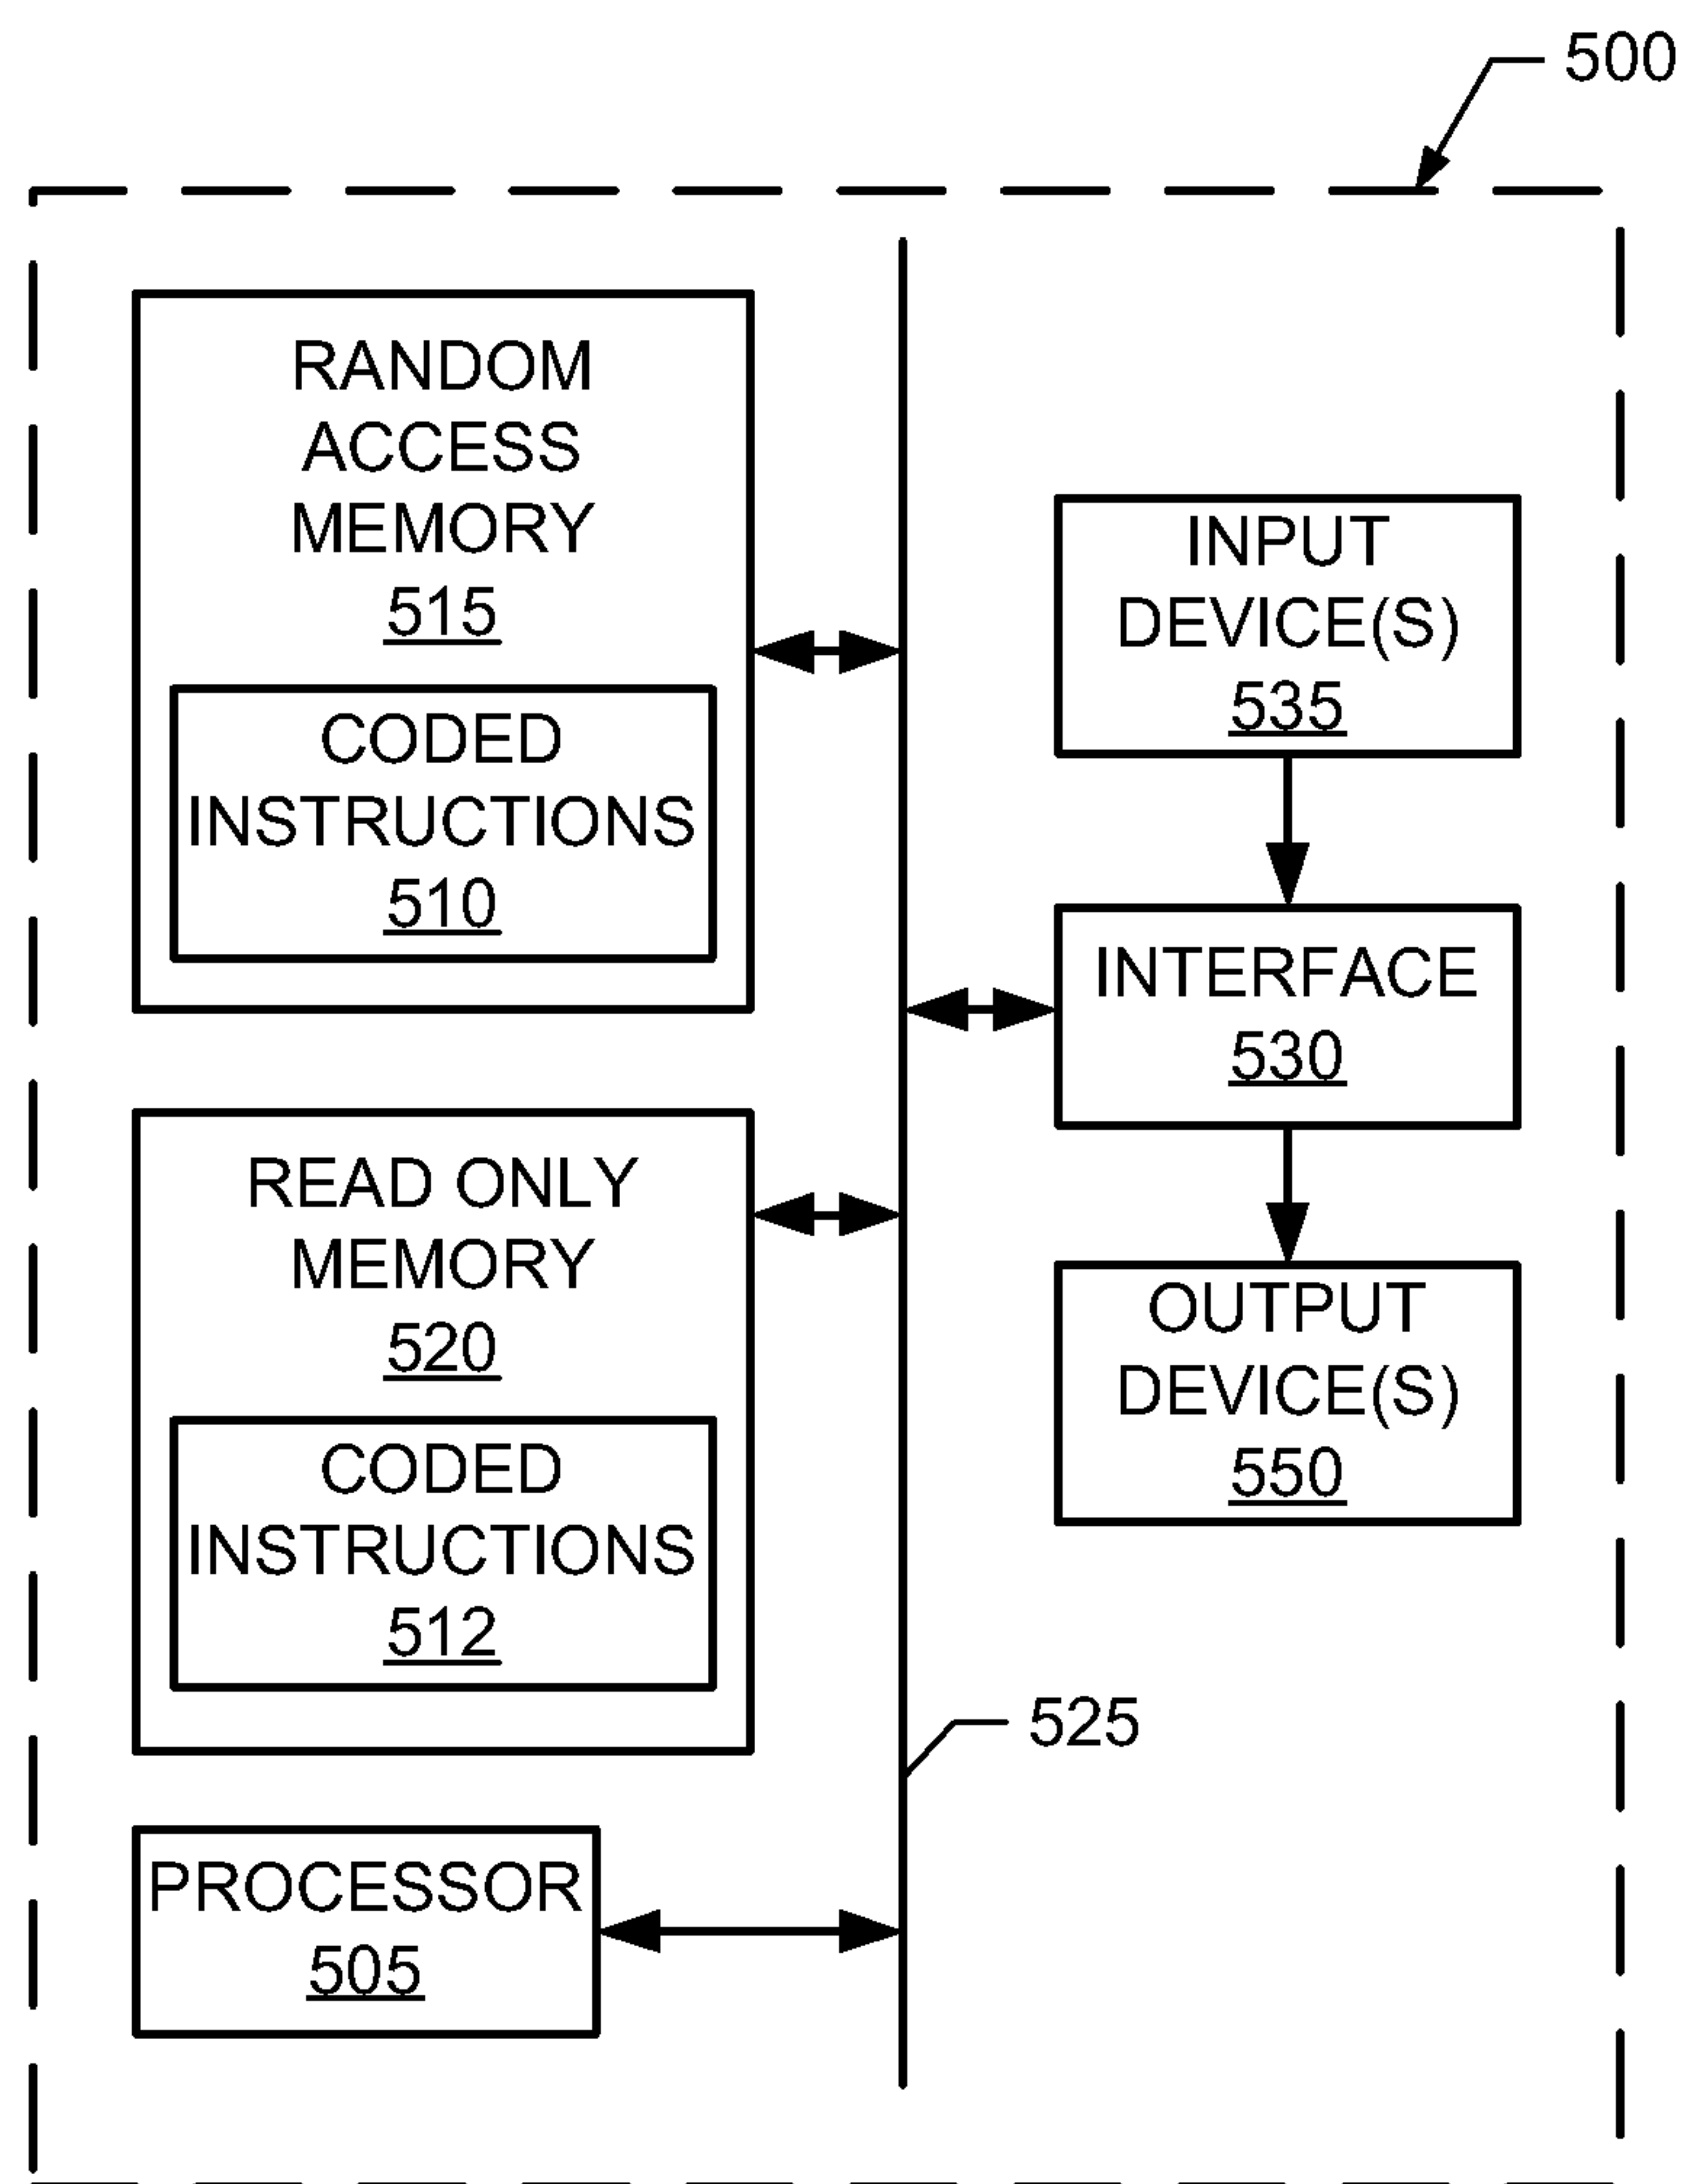 500
RANDOM
ACCESS
MEMORY
515
CODED
INSTRUCTIONS
510
READ ONLY
MEMORY
520
CODED
INSTRUCTIONS
512
PROCESSOR
505
INPUT
DEVICE(S)
535
INTERFACE
530
OUTPUT
DEVICE(S)
550
525